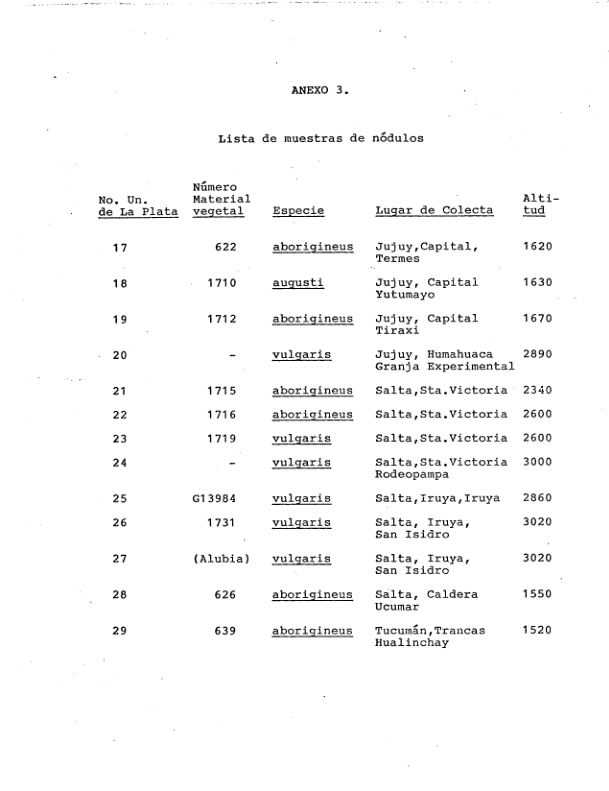 ANEXO 3.
Lista de muestras de nódulos
Número
No. Un. Material Alti-
de La Plata vegetal Especie Lugar de Colecta tud
17 622 aborigineus Jujuy,Capital, 1620
Termes
18 1710 augusti Jujuy, Capital 1630
Yutumayo
19 1712 aborigineus Jujuy, Capital 1670
Tiraxi
20 - vulgaris Jujuy, Humahuaca 2890
Granja Experimental
21 1715 aborigineus Salta,Sta.Victoria 2340
22 1716 aborigineus Salta,Sta.Victoria 2600
23 1719 vulgaris Salta,Sta.Victoria 2600
24 - vulgaris Salta,Sta.Victoria 3000
Rodeopampa
25 G13984 vulgaris Salta,Iruya,Iruya 2860
26 1731 vulgaris Salta, Iruya, 3020
San Isidro
27 (Alubia) vulgaris Salta, Iruya, 3020
San Isidro
28 626 aborigineus Salta, Caldera 1550
Ucumar
29 639 aborigineus Tucumán,Trancas 1520
Hualinchay